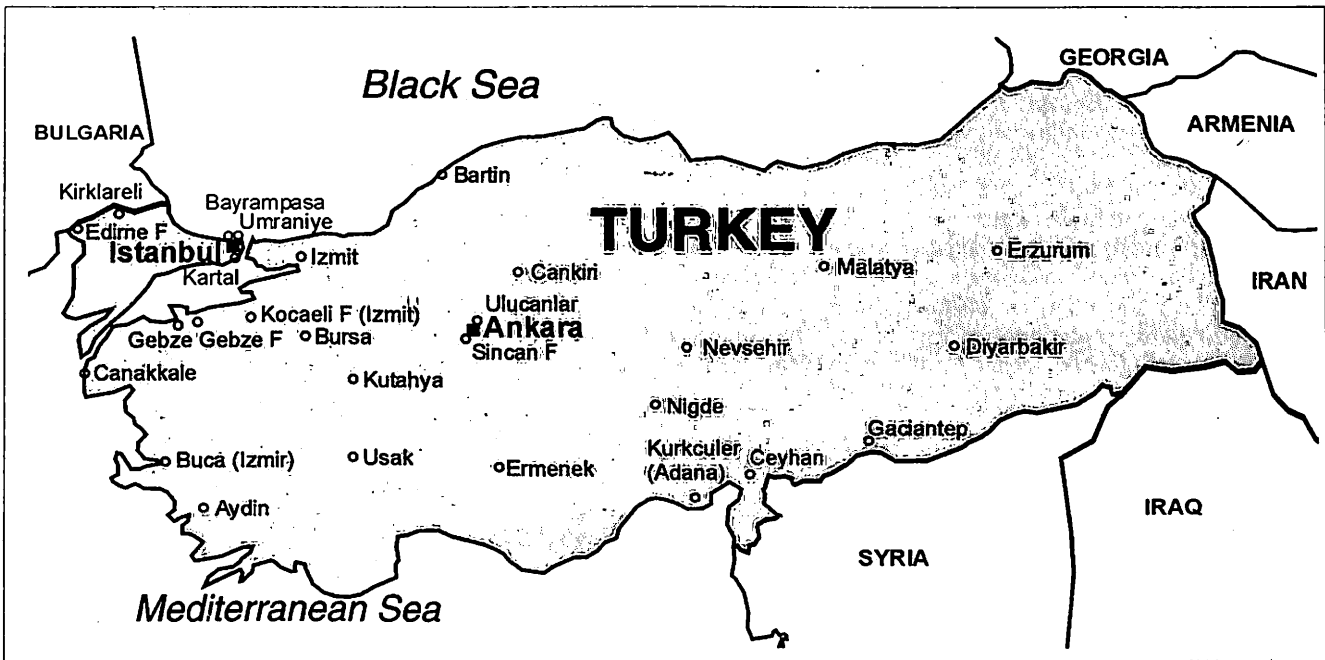 GEORGIA
Black Sea
ARMENIA
BULGARIA
Bartin
Kirklareli
Bayrampasa
Umraniye
TURKEY
Edirne F
Istanbul
Izmit
Erzurum
Kartal
Cankiri
Malatya
IRAN
Ulucanlar
Kocaeli F (Izmit)
Ankara
Gebze Gebze F
Bursa
Sincan F
Nevsehir
Diyarbakir
Canakkale
Kutahya
Nigde
Gaciantep
Kurkculer
(Adana)
Ceyhan
Buca (Izmir)
Usak
Ermenek
Aydin
IRAQ
SYRIA
Mediterranean Sea